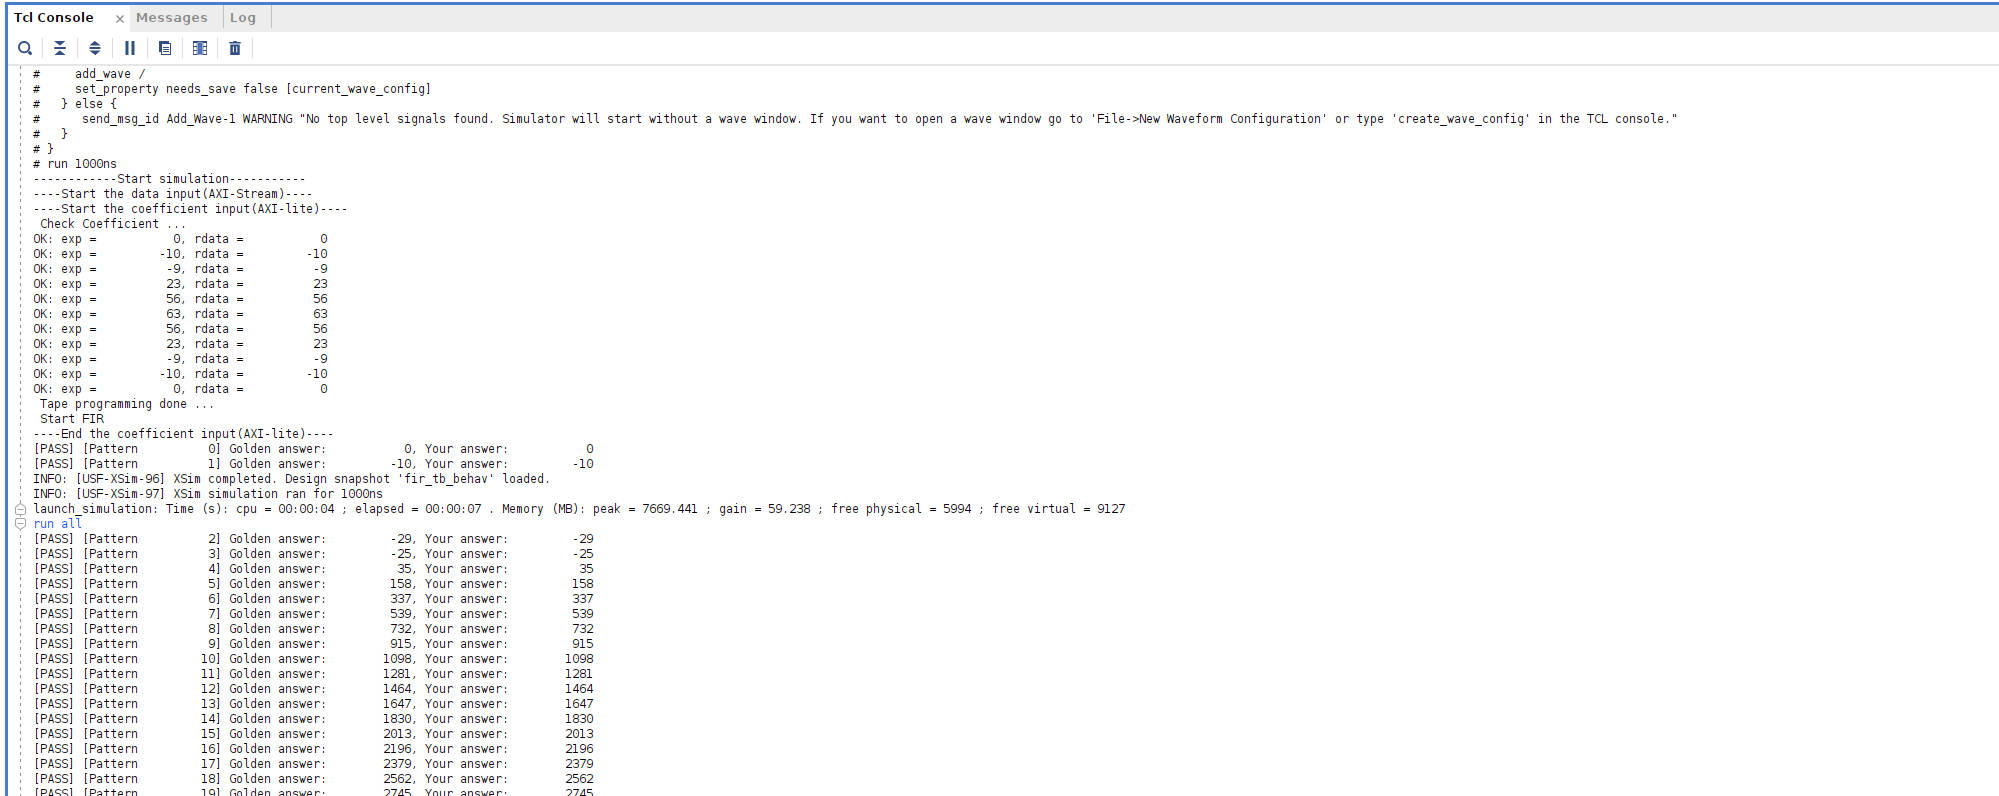 Tcl Console × Messages Log
#     add_wave /
#     set_property needs_save false [current_wave_config]
#   } else {
#      send_msg_id Add_Wave-1 WARNING "No top level signals found. Simulator will start without a wave window. If you want to open a wave window go to 'File->New Waveform Configuration' or type 'create_wave_config' in the TCL console."
#   }
# }
# run 1000ns
------------Start simulation-----------
----Start the data input(AXI-Stream)----
----Start the coefficient input(AXI-lite)----
 Check Coefficient ...
OK: exp =           0, rdata =           0
OK: exp =         -10, rdata =         -10
OK: exp =          -9, rdata =          -9
OK: exp =          23, rdata =          23
OK: exp =          56, rdata =          56
OK: exp =          63, rdata =          63
OK: exp =          56, rdata =          56
OK: exp =          23, rdata =          23
OK: exp =          -9, rdata =          -9
OK: exp =         -10, rdata =         -10
OK: exp =           0, rdata =           0
 Tape programming done ...
 Start FIR
----End the coefficient input(AXI-lite)----
[PASS] [Pattern          0] Golden answer:           0, Your answer:           0
[PASS] [Pattern          1] Golden answer:         -10, Your answer:         -10
INFO: [USF-XSim-96] XSim completed. Design snapshot 'fir_tb_behav' loaded.
INFO: [USF-XSim-97] XSim simulation ran for 1000ns
launch_simulation: Time (s): cpu = 00:00:04 ; elapsed = 00:00:07 . Memory (MB): peak = 7669.441 ; gain = 59.238 ; free physical = 5994 ; free virtual = 9127
run all
[PASS] [Pattern          2] Golden answer:         -29, Your answer:         -29
[PASS] [Pattern          3] Golden answer:         -25, Your answer:         -25
[PASS] [Pattern          4] Golden answer:          35, Your answer:          35
[PASS] [Pattern          5] Golden answer:         158, Your answer:         158
[PASS] [Pattern          6] Golden answer:         337, Your answer:         337
[PASS] [Pattern          7] Golden answer:         539, Your answer:         539
[PASS] [Pattern          8] Golden answer:         732, Your answer:         732
[PASS] [Pattern          9] Golden answer:         915, Your answer:         915
[PASS] [Pattern         10] Golden answer:        1098, Your answer:        1098
[PASS] [Pattern         11] Golden answer:        1281, Your answer:        1281
[PASS] [Pattern         12] Golden answer:        1464, Your answer:        1464
[PASS] [Pattern         13] Golden answer:        1647, Your answer:        1647
[PASS] [Pattern         14] Golden answer:        1830, Your answer:        1830
[PASS] [Pattern         15] Golden answer:        2013, Your answer:        2013
[PASS] [Pattern         16] Golden answer:        2196, Your answer:        2196
[PASS] [Pattern         17] Golden answer:        2379, Your answer:        2379
[PASS] [Pattern         18] Golden answer:        2562, Your answer:        2562
[PASS] [Pattern         19] Golden answer:        2745, Your answer:        2745